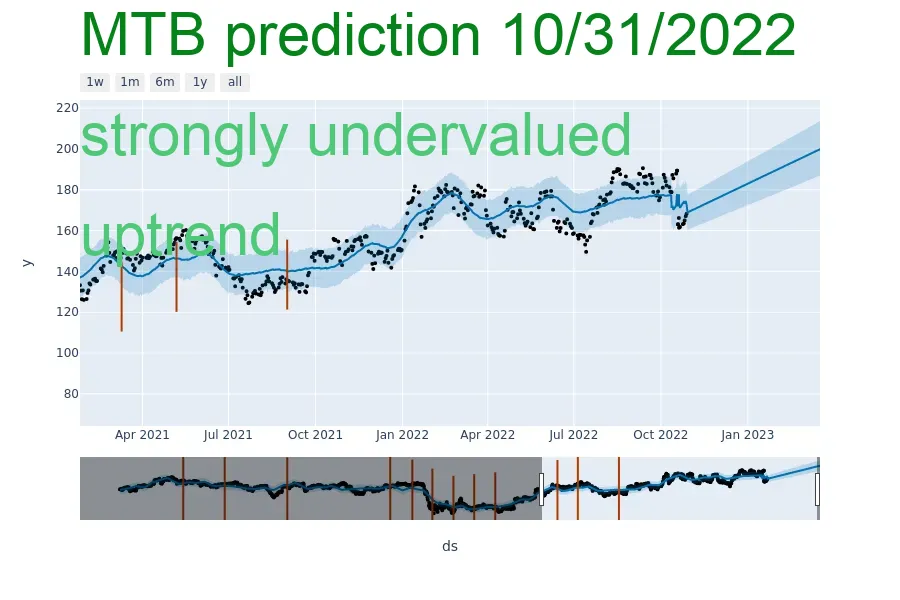 MTB prediction 10/31/2022
1w 1m 6m 1y all
220
strongly undervalued
200
180
uptrend
160
y
140
120
100
80
Apr 2021 Jul 2021 Oct 2021 Jan 2022 Apr 2022 Jul 2022 Oct 2022 Jan 2023
ds